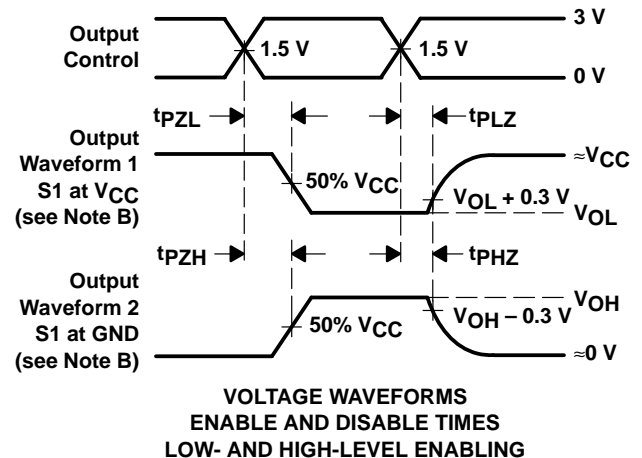 Output
Control
1.5 V
1.5 V
3 V
0 V
tPZL
tPLZ
Output
Waveform 1
S1 at VCC
(see Note B)
50% VCC
≈VCC
VOL + 0.3 V
VOL
tPZH
tPHZ
Output
Waveform 2
S1 at GND
(see Note B)
50% VCC
VOH
VOH – 0.3 V
≈0 V
VOLTAGE WAVEFORMS
ENABLE AND DISABLE TIMES
LOW- AND HIGH-LEVEL ENABLING